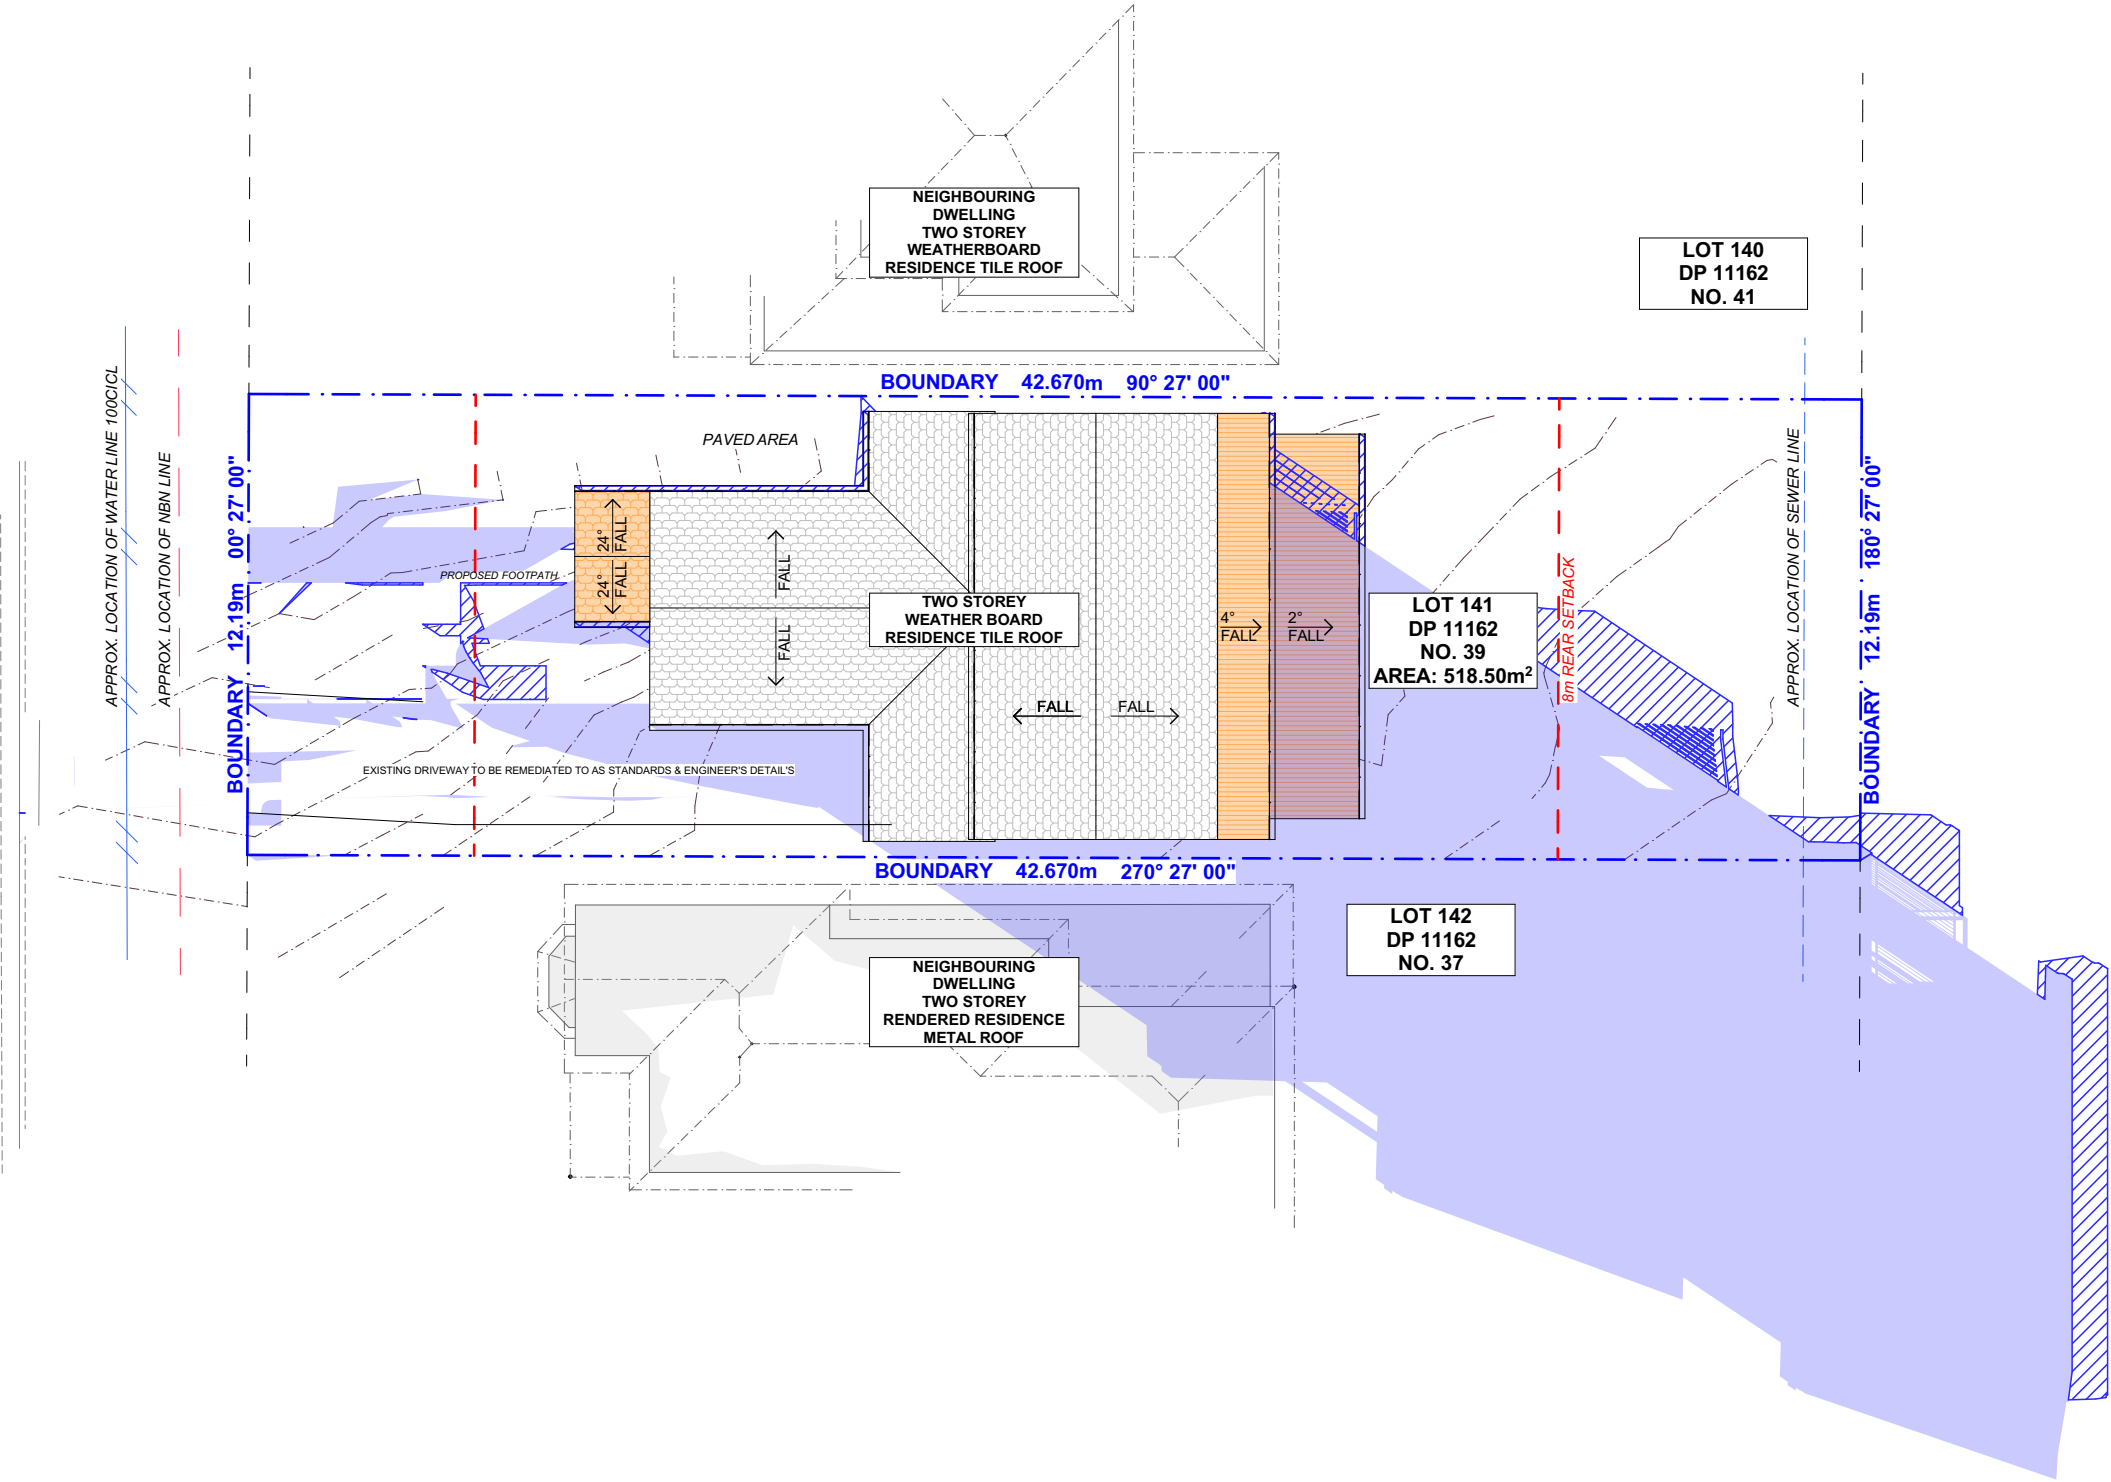 NEIGHBOURING
DWELLING
TWO STOREY
WEATHERBOARD
RESIDENCE TILE ROOF
LOT 140
DP 11162
NO. 41
BOUNDARY 42.670m 90° 27' 00"
APPROX. LOCATION OF WATER LINE 100CICL
APPROX. LOCATION OF NBN LINE
BOUNDARY 12.19m 00° 27' 00"
PAVED AREA
PROPOSED FOOTPATH
24°
FALL
24°
FALL
FALL
FALL
TWO STOREY
WEATHER BOARD
RESIDENCE TILE ROOF
FALL
FALL
4°
FALL
2°
FALL
LOT 141
DP 11162
NO. 39
AREA: 518.50m²
8m REAR SETBACK
APPROX. LOCATION OF SEWER LINE
BOUNDARY 12.19m 180° 27' 00"
EXISTING DRIVEWAY TO BE REMEDIATED TO AS STANDARDS & ENGINEER'S DETAIL'S
BOUNDARY 42.670m 270° 27' 00"
LOT 142
DP 11162
NO. 37
NEIGHBOURING
DWELLING
TWO STOREY
RENDERED RESIDENCE
METAL ROOF